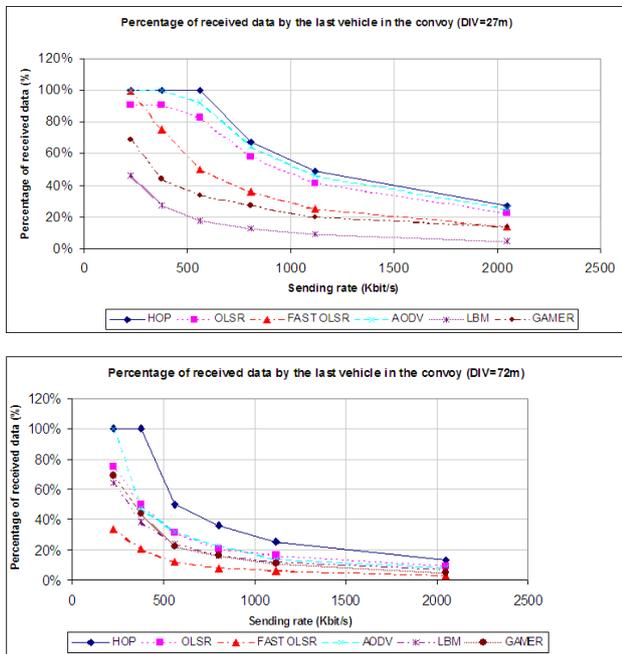 Percentage of received data by the last vehicle in the convoy (DIV=27m)
Percentage of received data (%)
120%
100%
80%
60%
40%
20%
0%
0 500 1000 1500 2000 2500
Sending rate (Kbit/s)
HOP OLSR FAST OLSR AODV LBM GAMER
Percentage of received data by the last vehicle in the convoy (DIV=72m)
Percentage of received data (%)
120%
100%
80%
60%
40%
20%
0%
0 500 1000 1500 2000 2500
Sending rate (Kbit/s)
HOP OLSR FAST OLSR AODV LBM GAMER